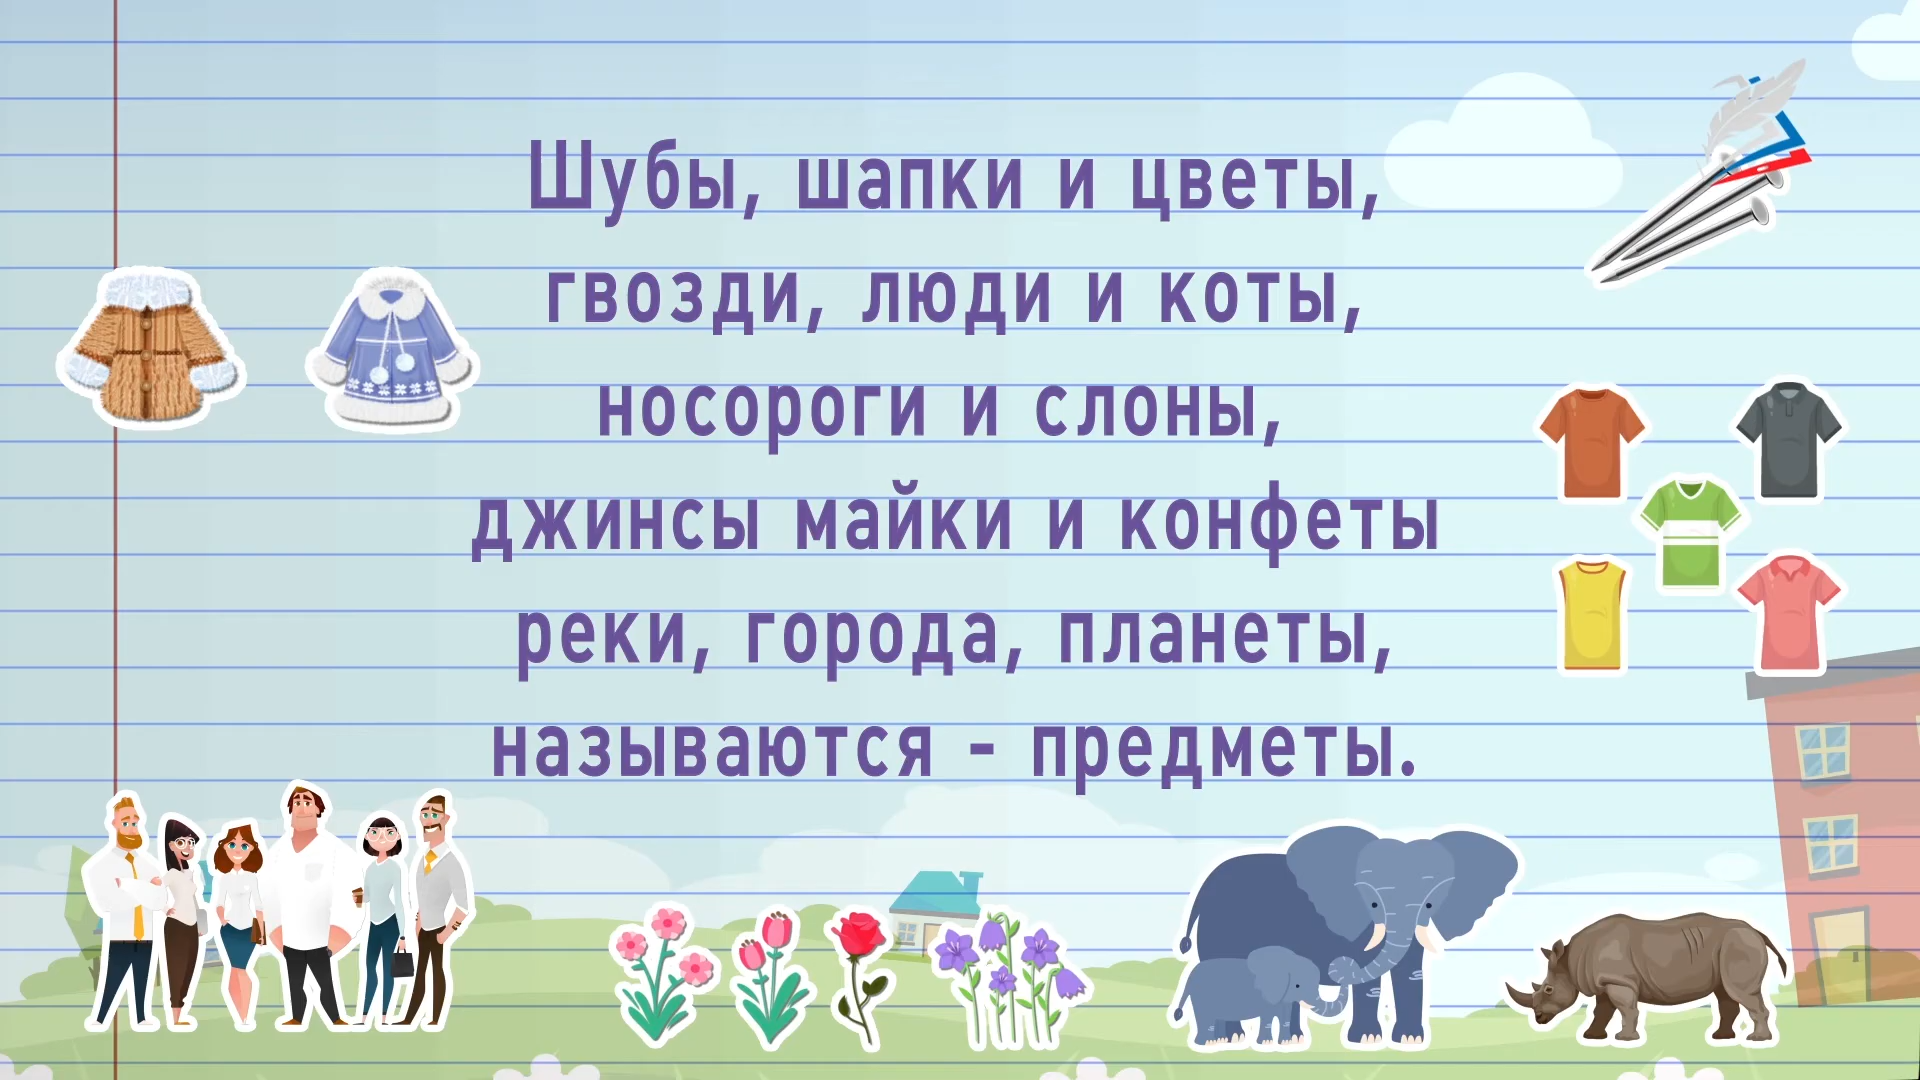 Шубы, шапки и цветы,
гвозди, люди и коты,
носороги и слоны,
джинсы майки и конфеты
реки, города, планеты,
называются - предметы.